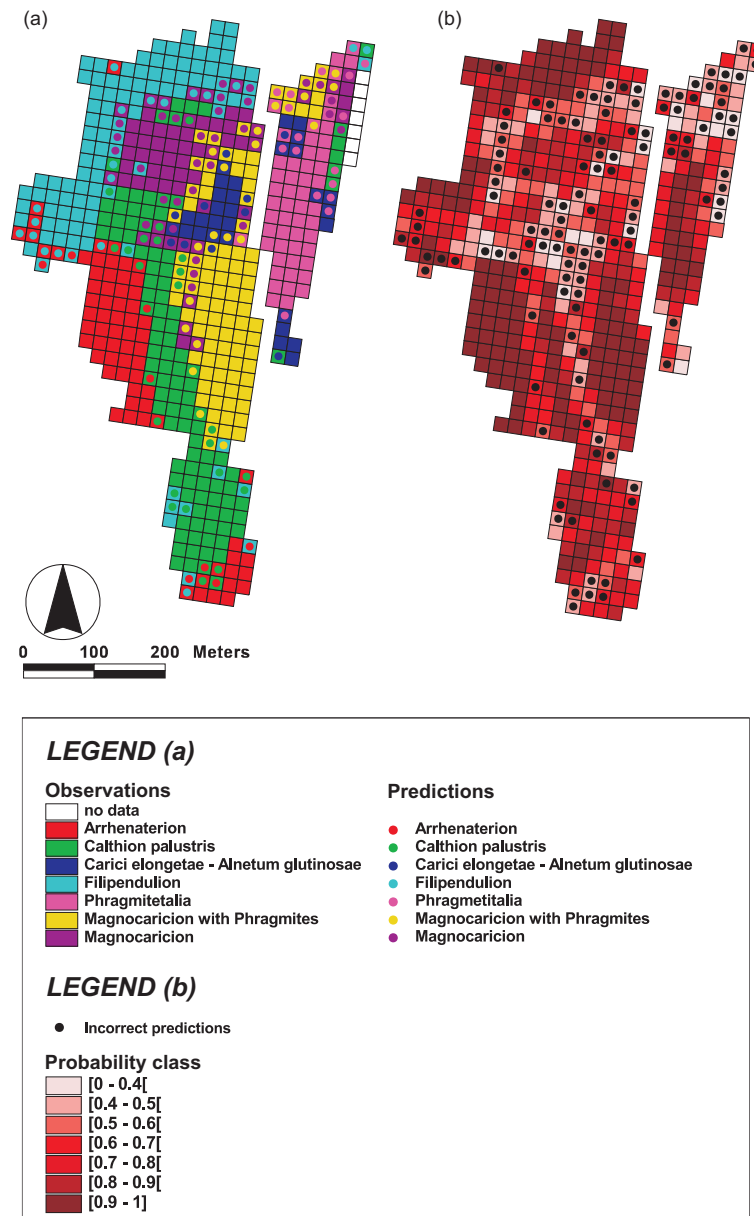 (a)
(b)
0 100 200 Meters
LEGEND (a)
Observations
no data
Arrhenaterion
Calthion palustris
Carici elongetae - Alnetum glutinosae
Filipendulion
Phragmitetalia
Magnocaricion with Phragmites
Magnocaricion
Predictions
Arrhenaterion
Calthion palustris
Carici elongetae - Alnetum glutinosae
Filipendulion
Phragmetitalia
Magnocaricion with Phragmites
Magnocaricion
LEGEND (b)
Incorrect predictions
Probability class
[0 - 0.4[
[0.4 - 0.5[
[0.5 - 0.6[
[0.6 - 0.7[
[0.7 - 0.8[
[0.8 - 0.9[
[0.9 - 1]